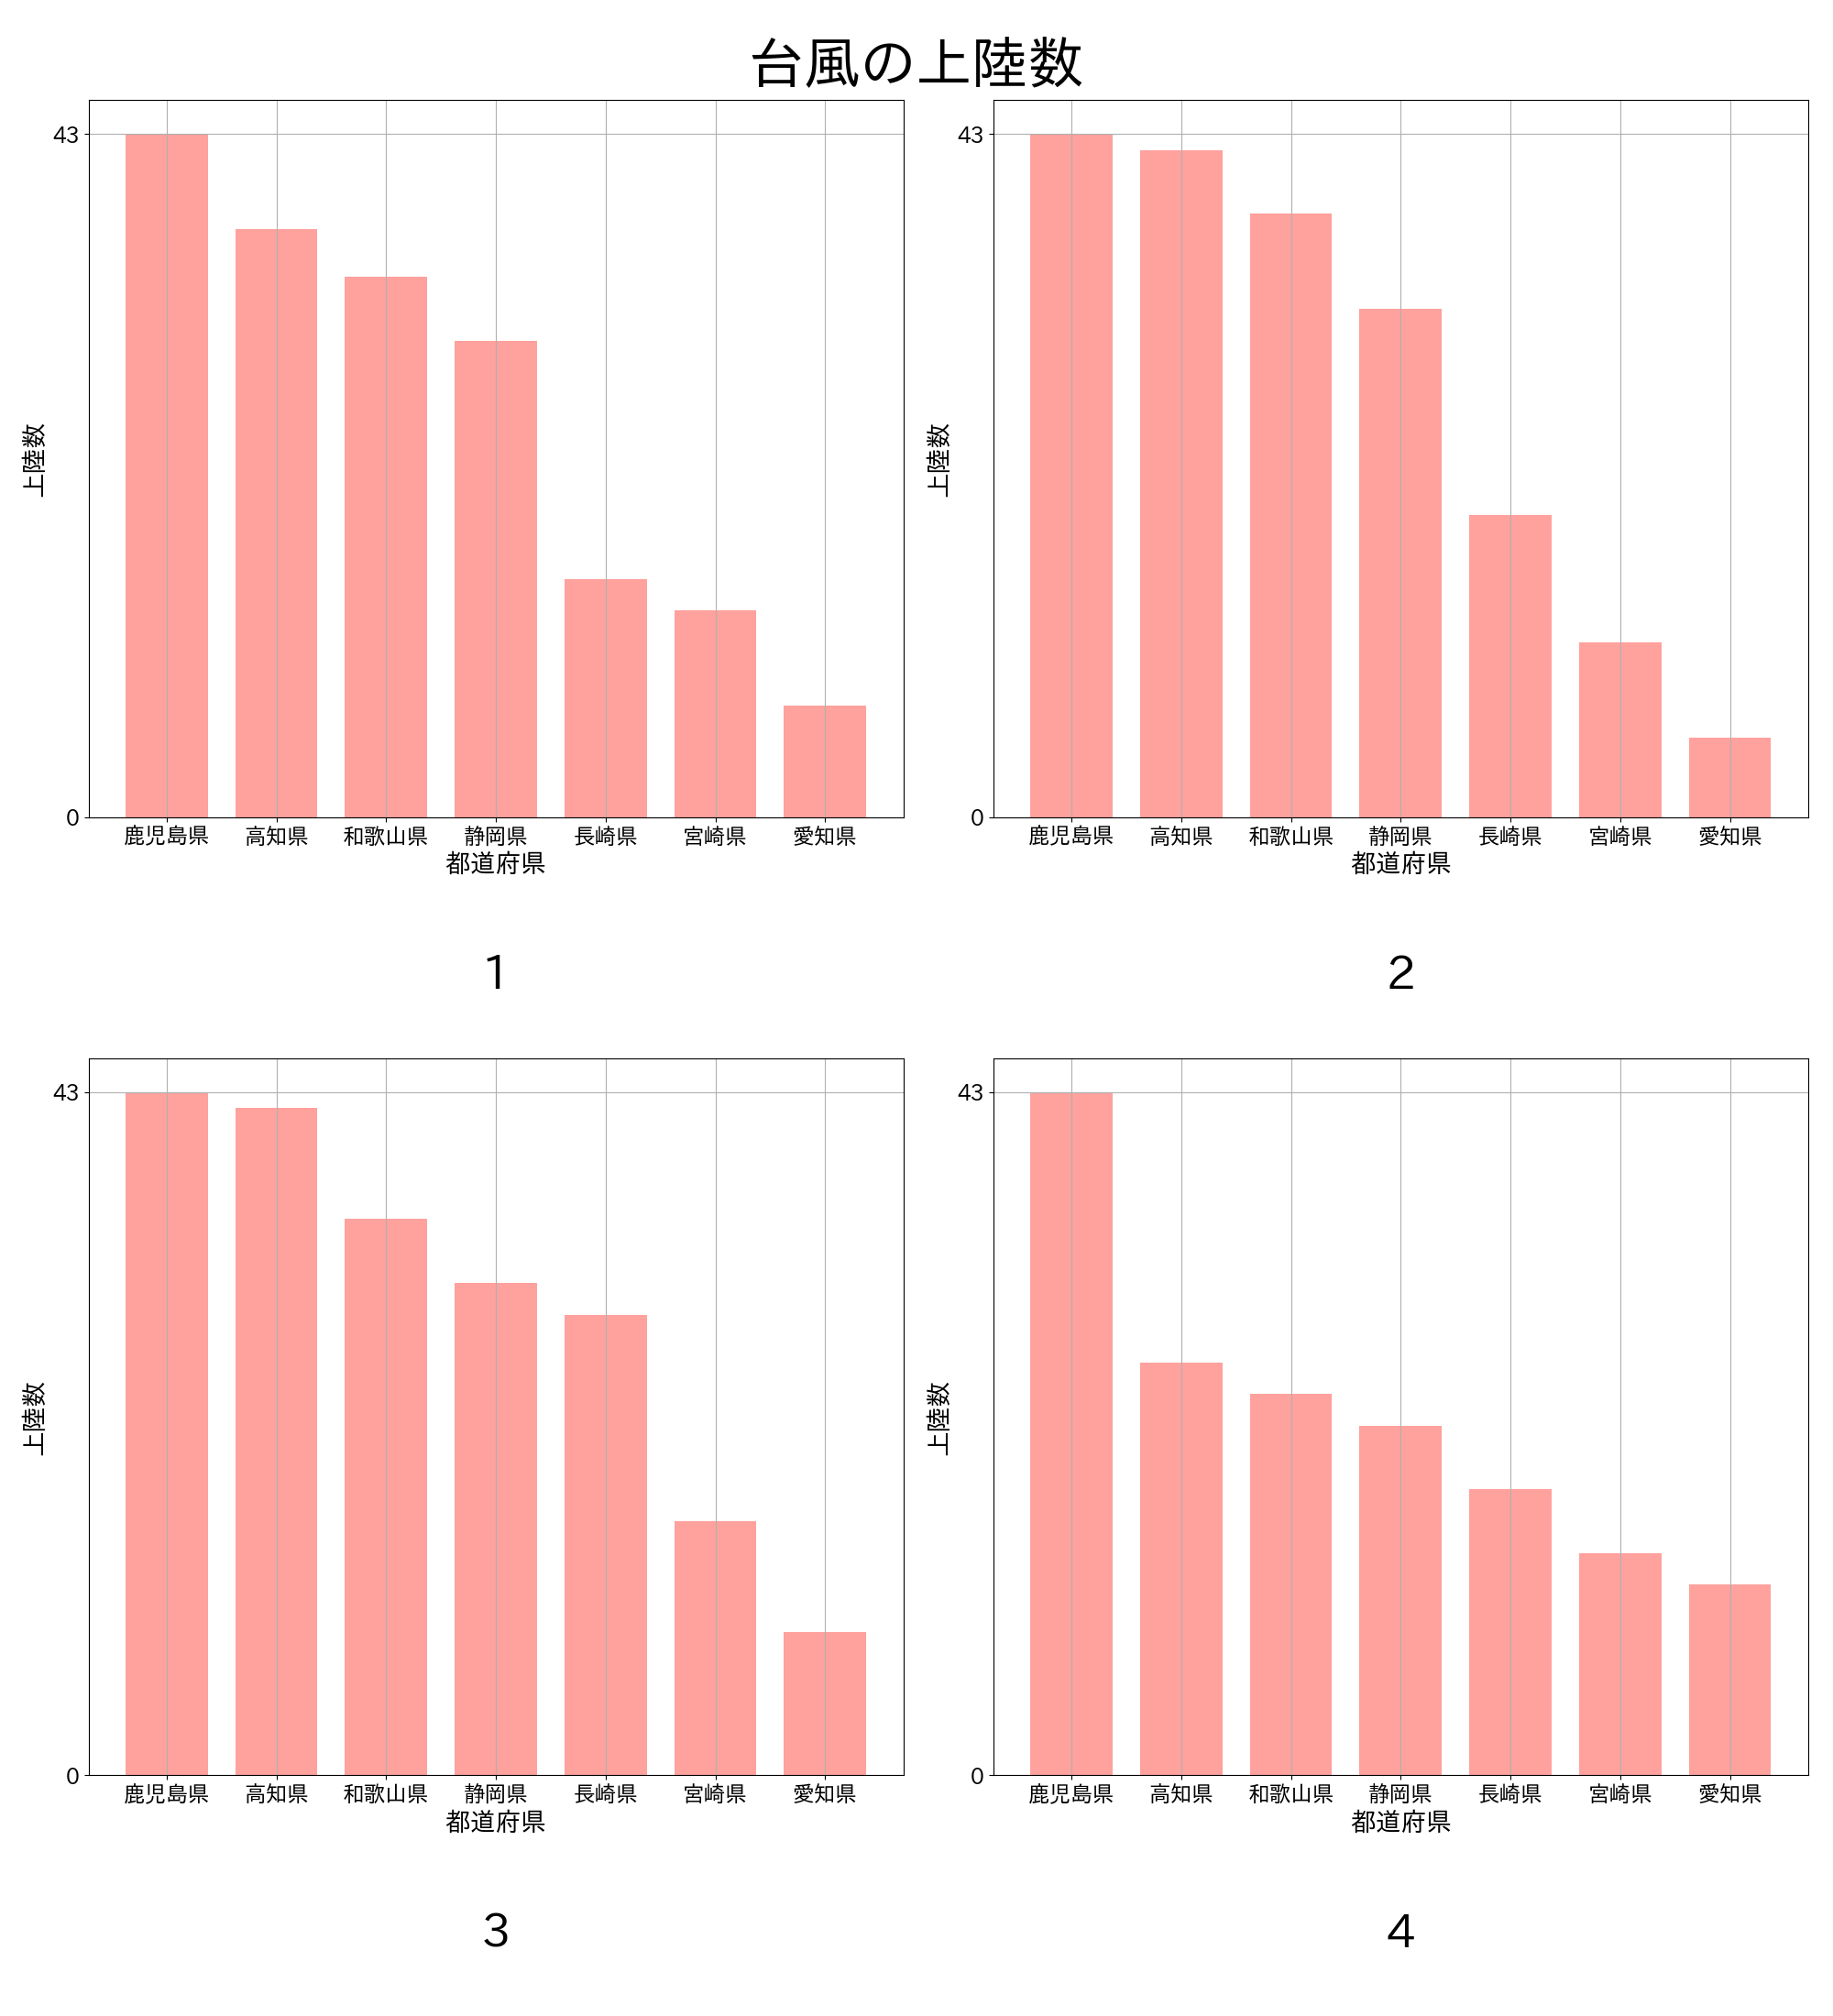 台風の上陸数
43
0
上陸数
鹿児島県 高知県 和歌山県 静岡県 長崎県 宮崎県 愛知県
都道府県
1
43
0
上陸数
鹿児島県 高知県 和歌山県 静岡県 長崎県 宮崎県 愛知県
都道府県
2
43
0
上陸数
鹿児島県 高知県 和歌山県 静岡県 長崎県 宮崎県 愛知県
都道府県
3
43
0
上陸数
鹿児島県 高知県 和歌山県 静岡県 長崎県 宮崎県 愛知県
都道府県
4